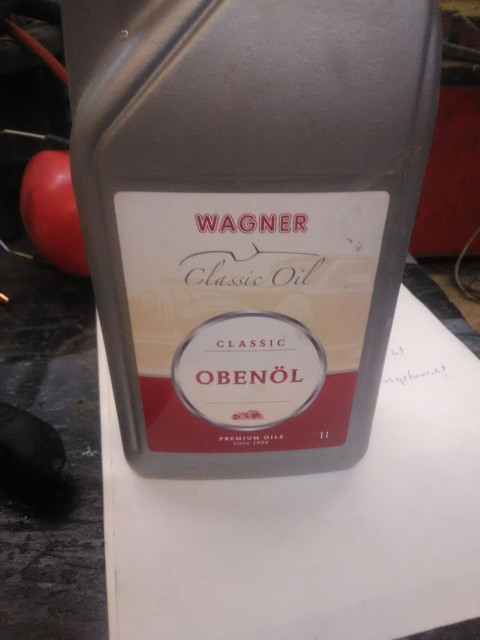 WAGNER
Classic Oil
CLASSIC
OBENÖL
PREMIUM OILS
1l